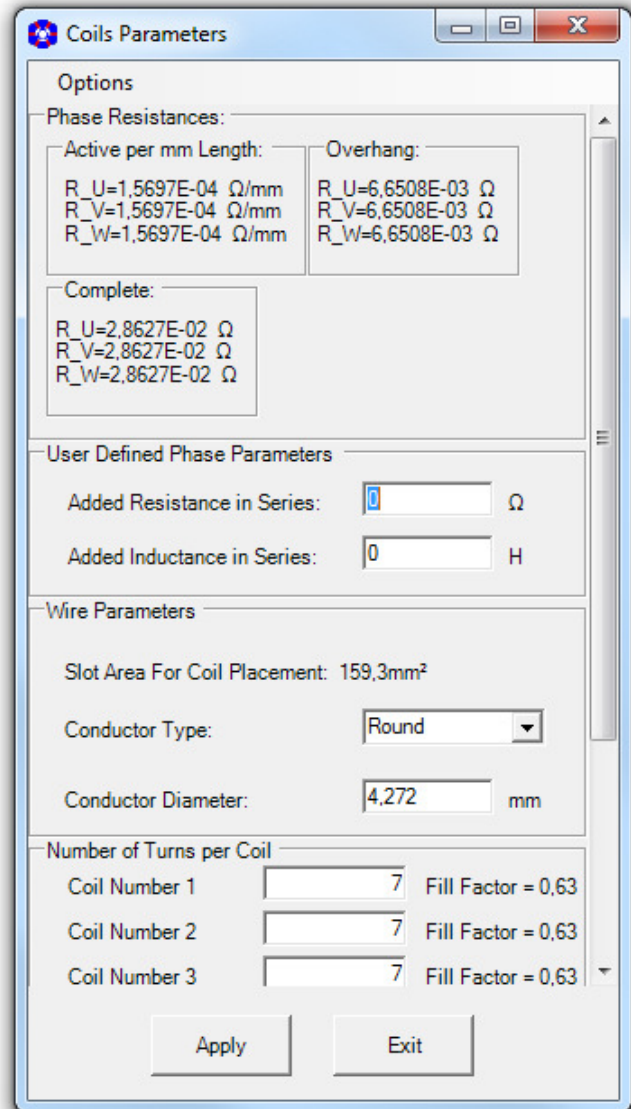 Coils Parameters
Options
Phase Resistances:
Active per mm Length:
R_U=1,5697E-04 Ω/mm
R_V=1,5697E-04 Ω/mm
R_W=1,5697E-04 Ω/mm
Overhang:
R_U=6,6508E-03 Ω
R_V=6,6508E-03 Ω
R_W=6,6508E-03 Ω
Complete:
R_U=2,8627E-02 Ω
R_V=2,8627E-02 Ω
R_W=2,8627E-02 Ω
User Defined Phase Parameters
Added Resistance in Series: 0 Ω
Added Inductance in Series: 0 H
Wire Parameters
Slot Area For Coil Placement: 159,3mm²
Conductor Type: Round
Conductor Diameter: 4,272 mm
Number of Turns per Coil
Coil Number 1 7 Fill Factor = 0,63
Coil Number 2 7 Fill Factor = 0,63
Coil Number 3 7 Fill Factor = 0,63
Apply Exit